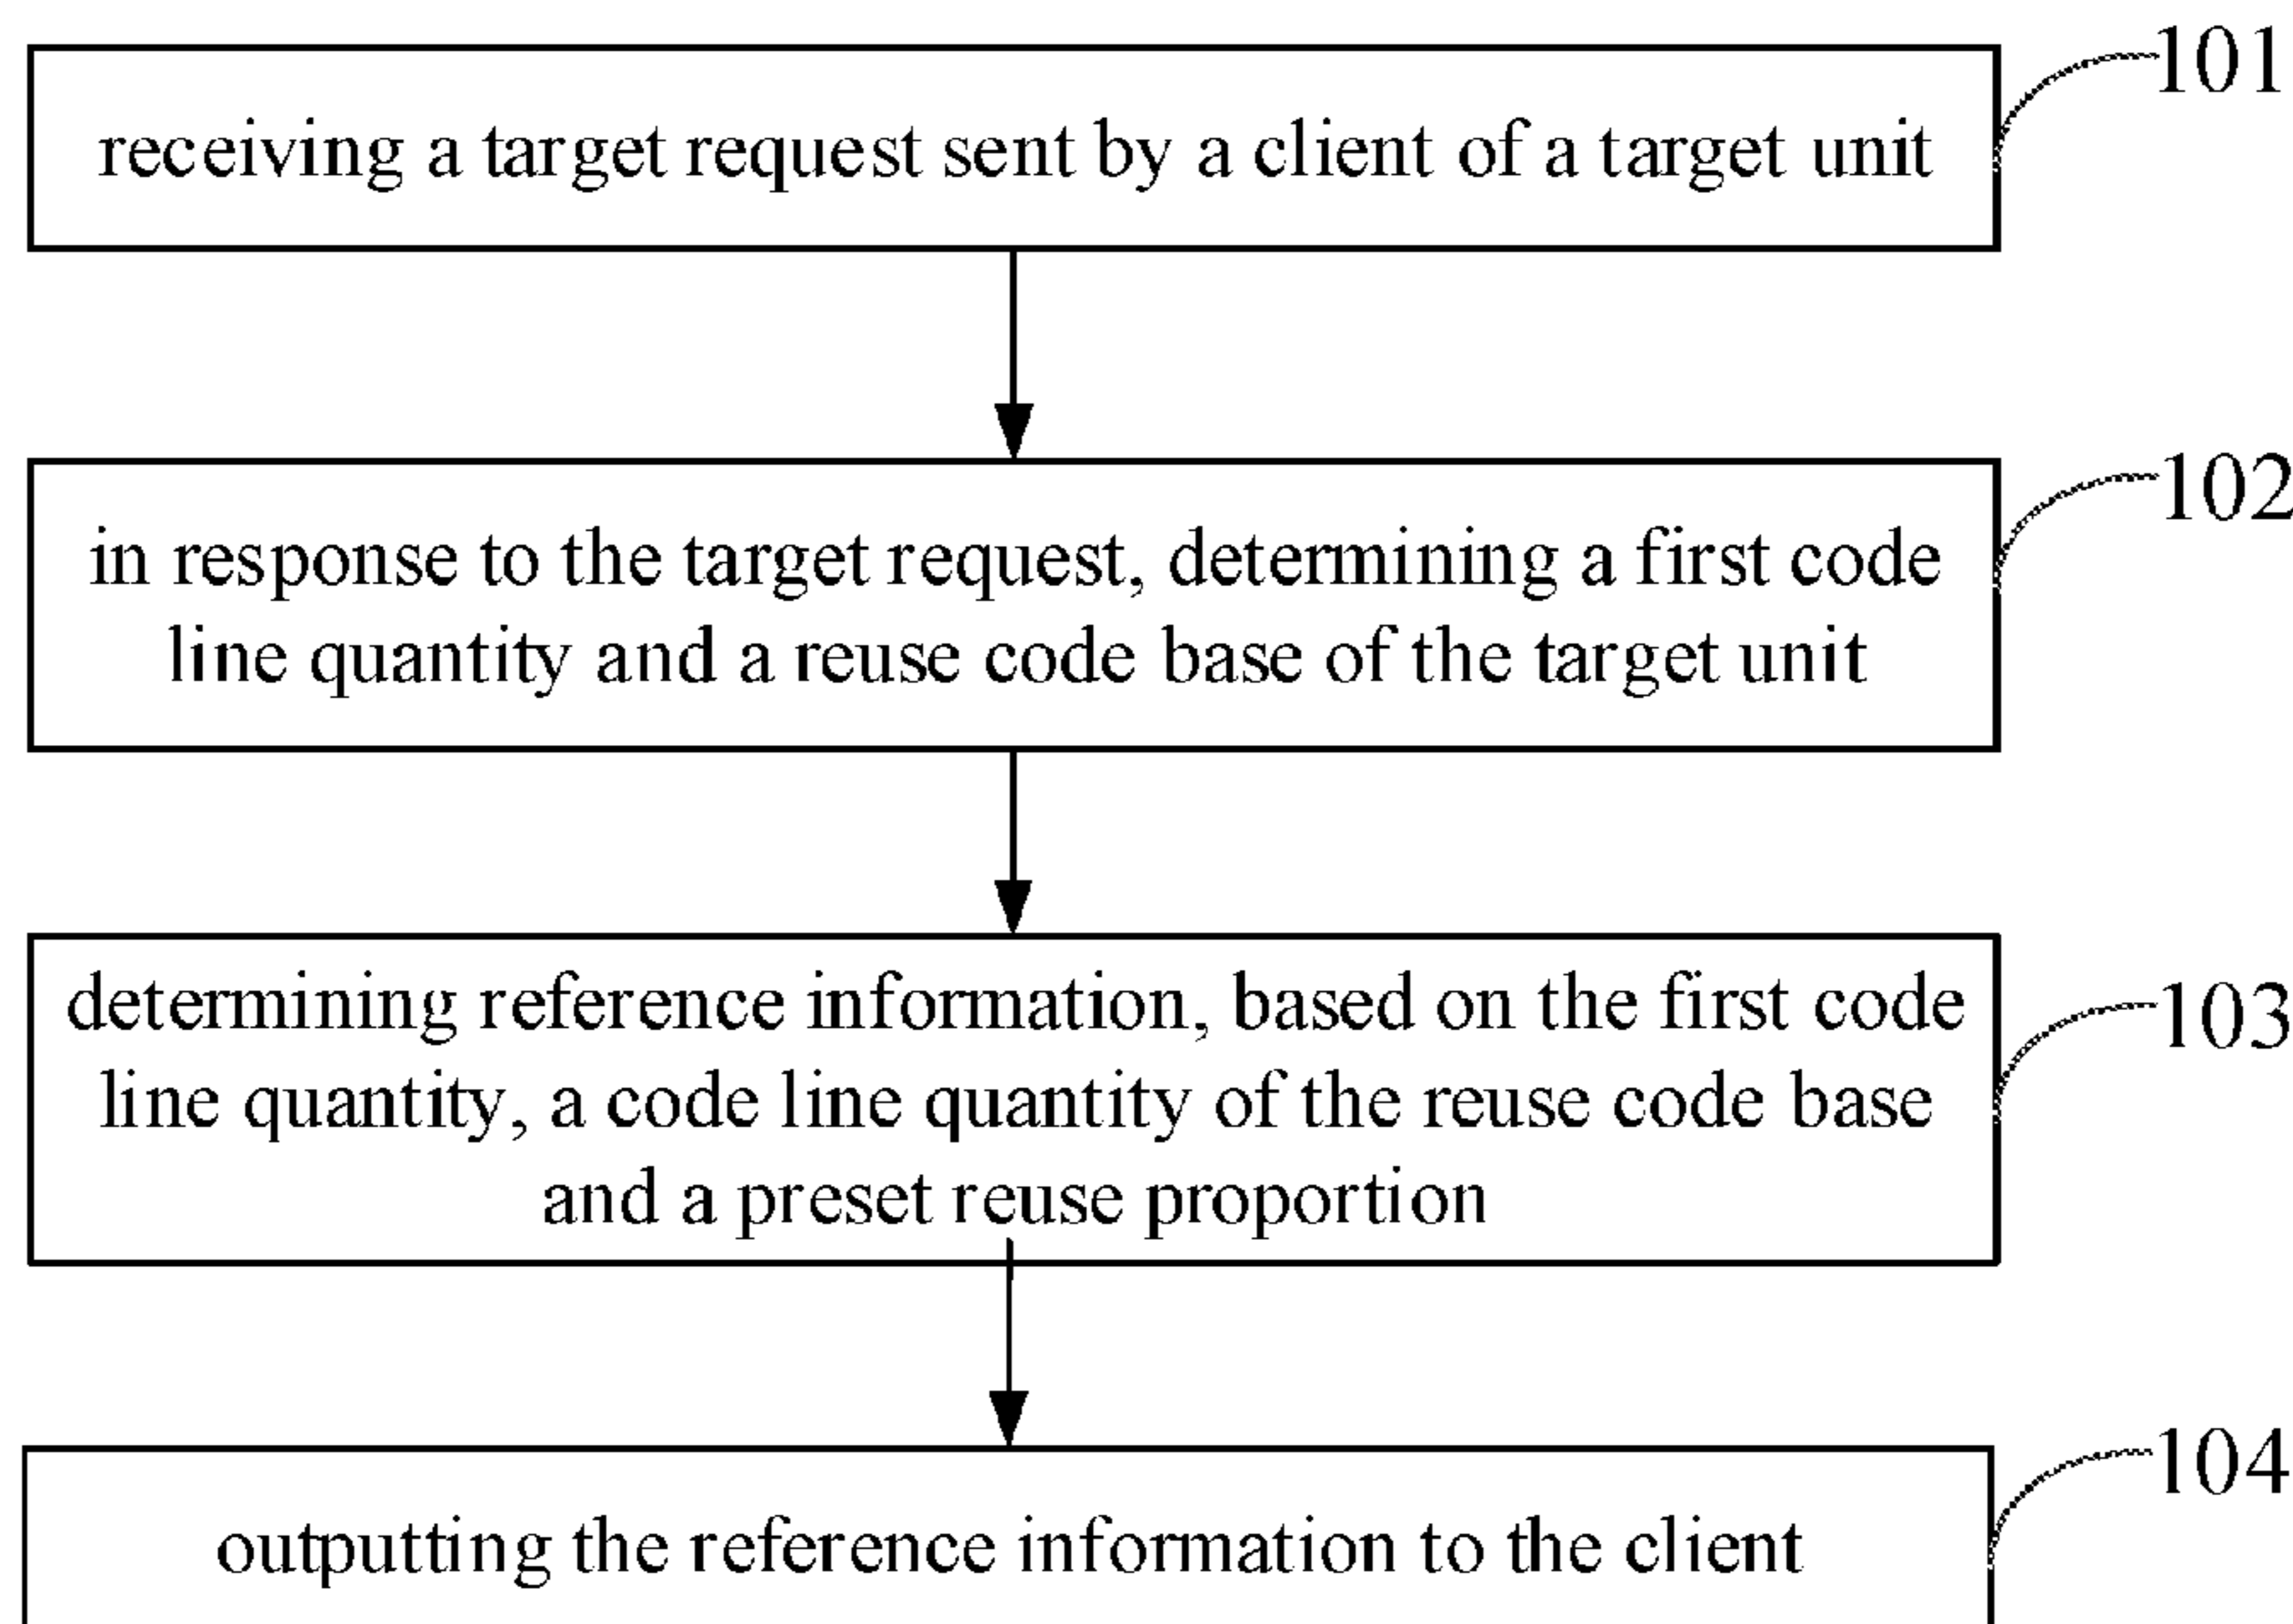 101
receiving a target request sent by a client of a target unit
102
in response to the target request, determining a first code
line quantity and a reuse code base of the target unit
103
determining reference information, based on the first code
line quantity, a code line quantity of the reuse code base
and a preset reuse proportion
104
outputting the reference information to the client